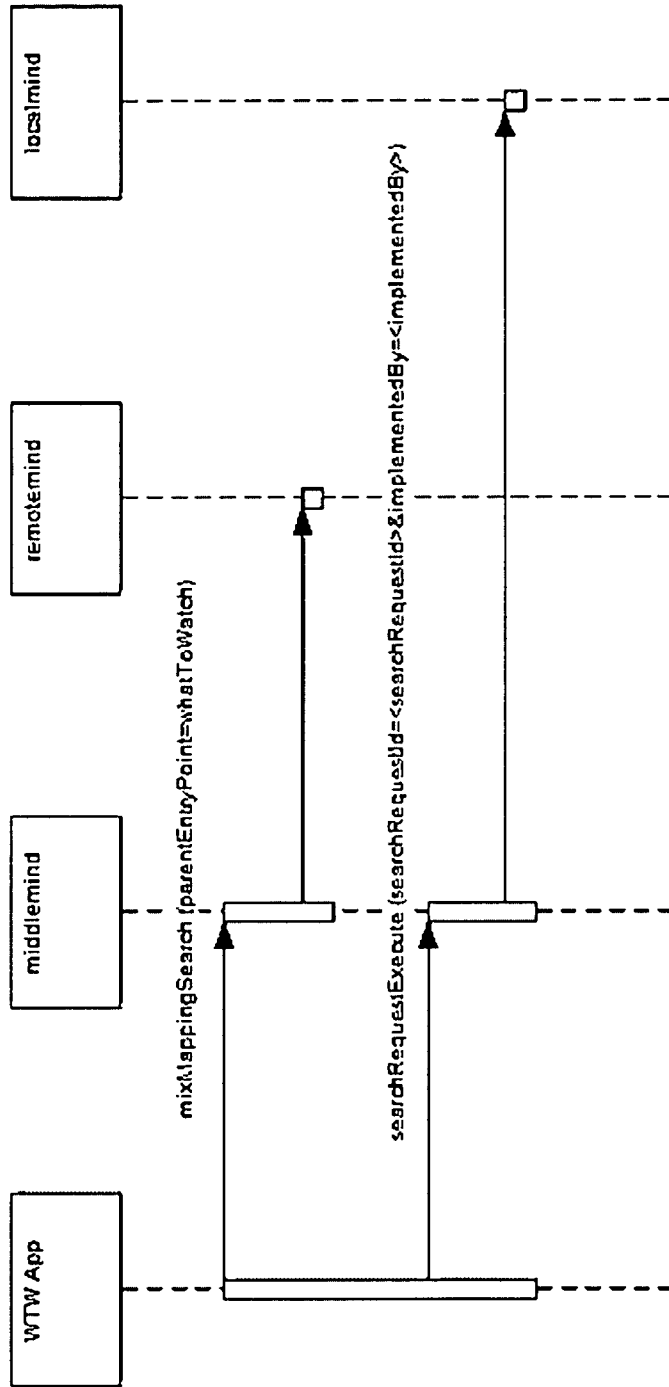 WTW App
middlemind
remotemind
localmind
mixMappingSearch (parentEntryPoint=whatToWatch)
searchRequestExecute (searchRequestId=<searchRequestId>&implementedBy=<implementedBy>)